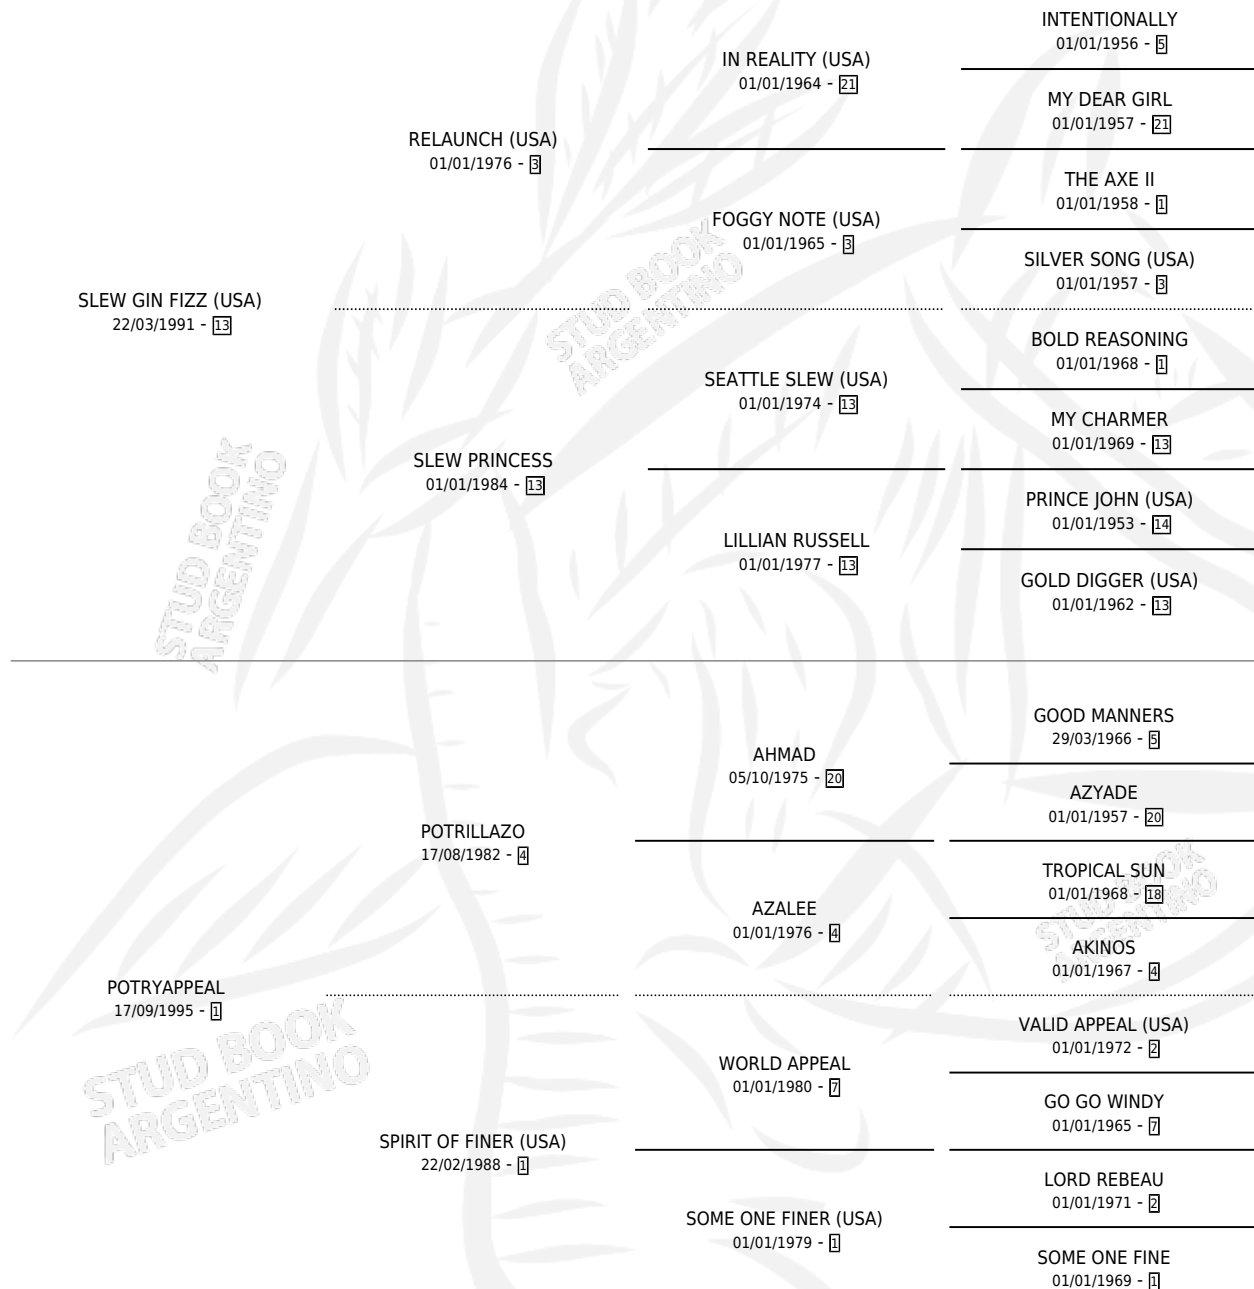 INTENTIONALLY
01/01/1956 - 5
IN REALITY (USA)
01/01/1964 - 21
MY DEAR GIRL
01/01/1957 - 21
RELAUNCH (USA)
01/01/1976 - 3
THE AXE II
01/01/1958 - 1
FOGGY NOTE (USA)
01/01/1965 - 3
SILVER SONG (USA)
01/01/1957 - 3
SLEW GIN FIZZ (USA)
22/03/1991 - 13
BOLD REASONING
01/01/1968 - 1
SEATTLE SLEW (USA)
01/01/1974 - 13
MY CHARMER
01/01/1969 - 13
SLEW PRINCESS
01/01/1984 - 13
PRINCE JOHN (USA)
01/01/1953 - 14
LILLIAN RUSSELL
01/01/1977 - 13
GOLD DIGGER (USA)
01/01/1962 - 13
GOOD MANNERS
29/03/1966 - 5
AHMAD
05/10/1975 - 20
AZYADE
01/01/1957 - 20
POTRILLAZO
17/08/1982 - 4
TROPICAL SUN
01/01/1968 - 18
AZALEE
01/01/1976 - 4
AKINOS
01/01/1967 - 4
POTRYAPPEAL
17/09/1995 - 1
VALID APPEAL (USA)
01/01/1972 - 2
WORLD APPEAL
01/01/1980 - 7
GO GO WINDY
01/01/1965 - 7
SPIRIT OF FINER (USA)
22/02/1988 - 1
LORD REBEAU
01/01/1971 - 2
SOME ONE FINER (USA)
01/01/1979 - 1
SOME ONE FINE
01/01/1969 - 1
STUD BOOK
ARGENTINO
STUD BOOK
ARGENTINO
STUD BOOK
ARGENTINO
STUD BOOK
ARGENTINO